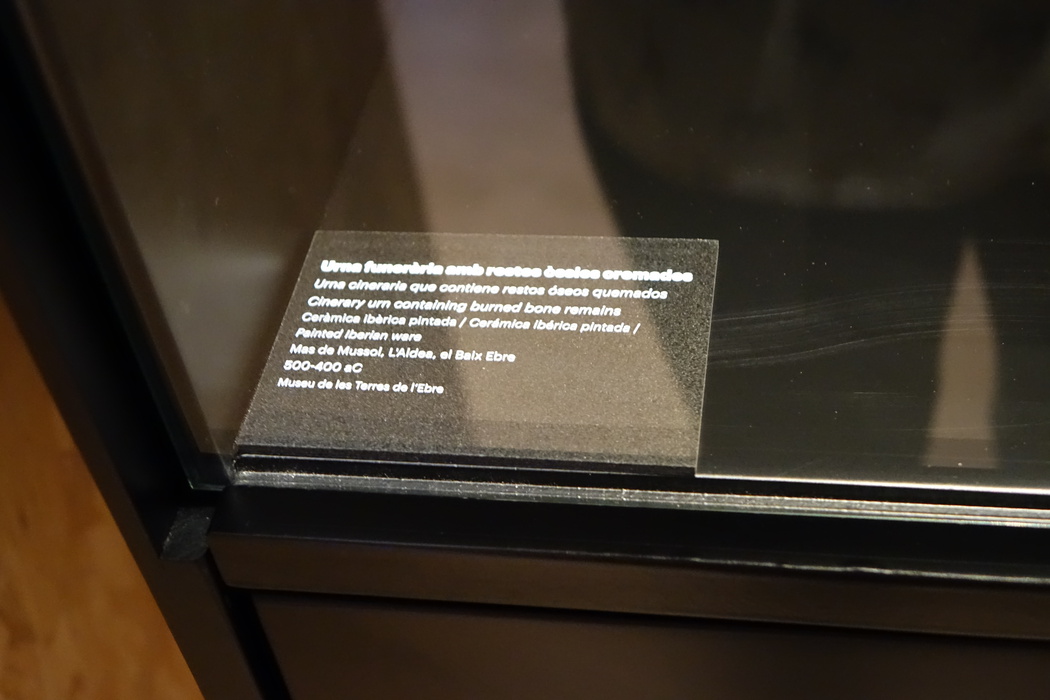 Urna funerària amb restes òssies cremades
Urna cineraria que contiene restos óseos quemados
Cinerary urn containing burned bone remains
Ceràmica ibèrica pintada / Cerámica ibérica pintada /
Painted Iberian ware
Mas de Mussol, L'Aldea, el Baix Ebre
500-400 aC
Museu de les Terres de l'Ebre